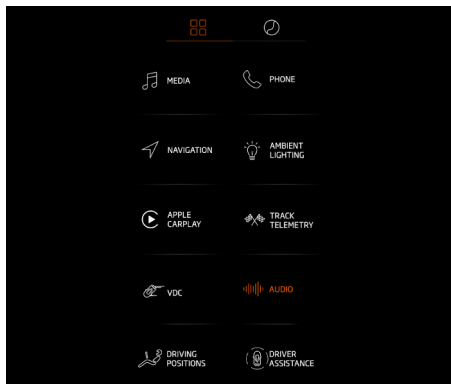 MEDIA
PHONE
NAVIGATION
AMBIENT
LIGHTING
APPLE
CARPLAY
TRACK
TELEMETRY
VDC
AUDIO
DRIVING
POSITIONS
DRIVER
ASSISTANCE